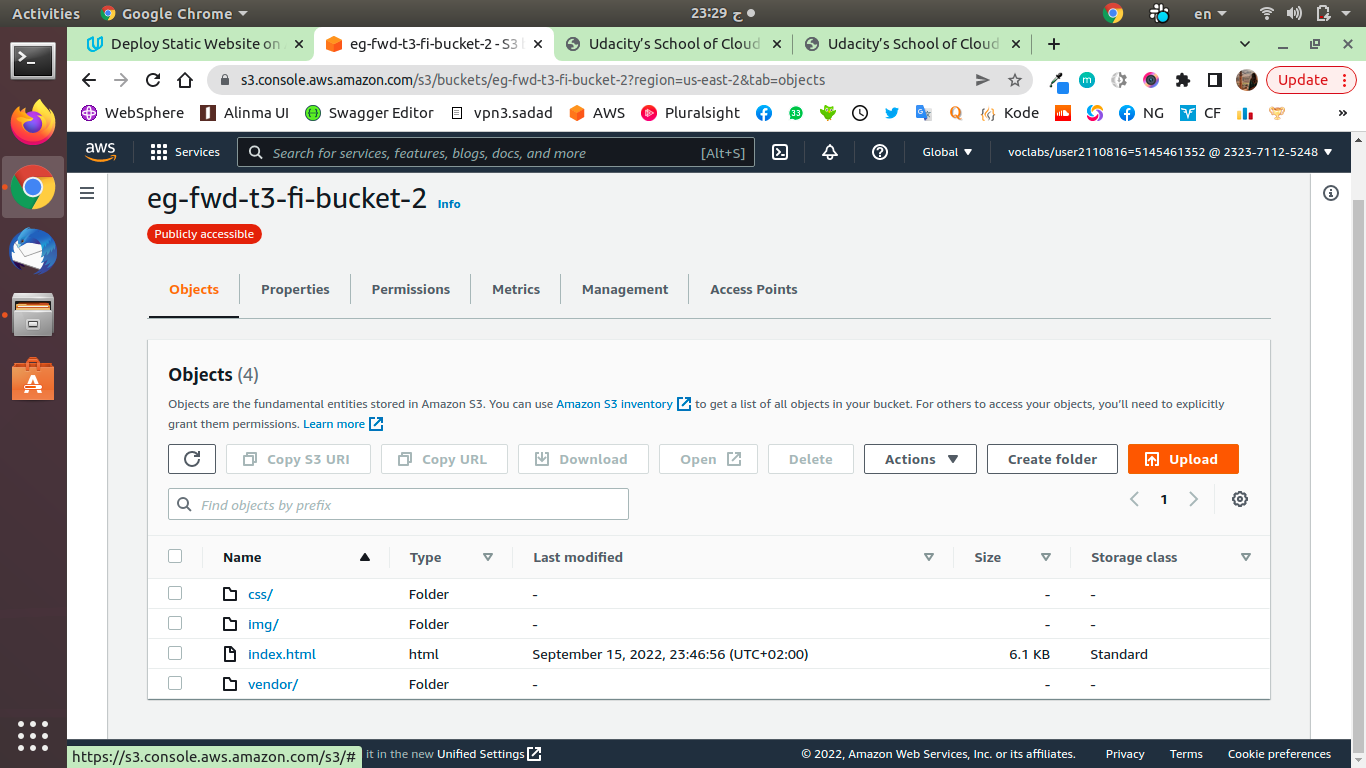 Activities Google Chrome 23:29 ج en
Deploy Static Website on eg-fwd-t3-fi-bucket-2 - S3 Udacity’s School of Cloud Udacity’s School of Cloud
s3.console.aws.amazon.com/s3/buckets/eg-fwd-t3-fi-bucket-2?region=us-east-2&tab=objects Update
WebSphere Alinma UI Swagger Editor vpn3.sadad AWS Pluralsight 33 Kode NG CF »
aws Services Search for services, features, blogs, docs, and more [Alt+S] Global voclabs/user2110816=5145461352 @ 2323-7112-5248
eg-fwd-t3-fi-bucket-2 Info
Publicly accessible
Objects Properties Permissions Metrics Management Access Points
Objects (4)
Objects are the fundamental entities stored in Amazon S3. You can use Amazon S3 inventory to get a list of all objects in your bucket. For others to access your objects, you’ll need to explicitly
grant them permissions. Learn more
Copy S3 URI Copy URL Download Open Delete Actions Create folder Upload
Find objects by prefix 1
Name Type Last modified Size Storage class
css/ Folder - - -
img/ Folder - - -
index.html html September 15, 2022, 23:46:56 (UTC+02:00) 6.1 KB Standard
vendor/ Folder - - -
https://s3.console.aws.amazon.com/s3/# it in the new Unified Settings © 2022, Amazon Web Services, Inc. or its affiliates. Privacy Terms Cookie preferences